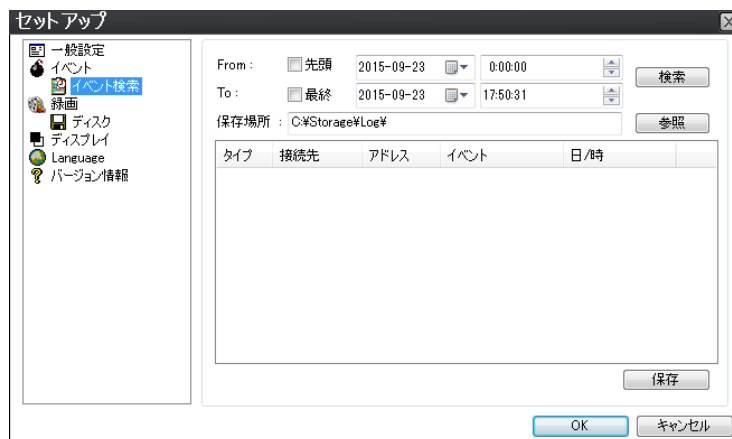 セットアップ
一般設定
イベント
イベント検索
録画
ディスク
ディスプレイ
Language
バージョン情報
From : 先頭 2015-09-23 0:00:00 検索
To : 最終 2015-09-23 17:50:31
保存場所 : C:¥Storage¥Log¥ 参照
タイプ 接続先 アドレス イベント 日/時
保存
OK キャンセル